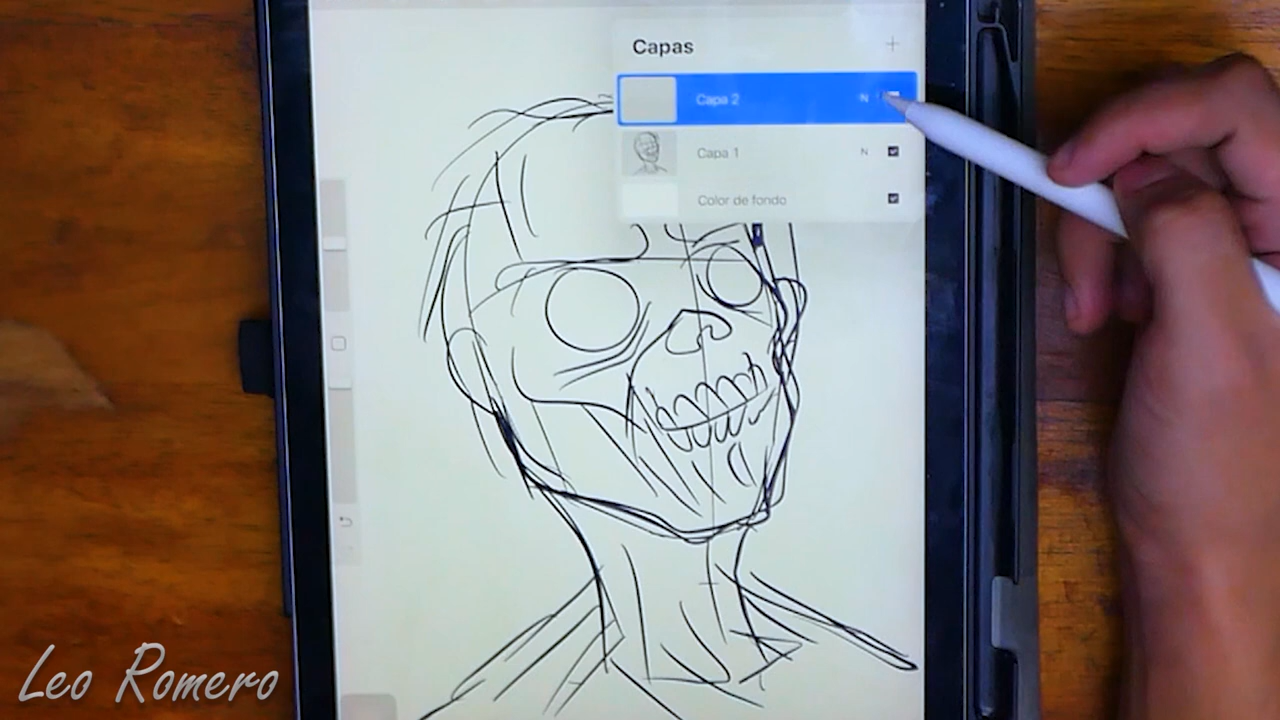 Capas
Capa 2 N
Capa 1 N
Color de fondo
Leo Romero